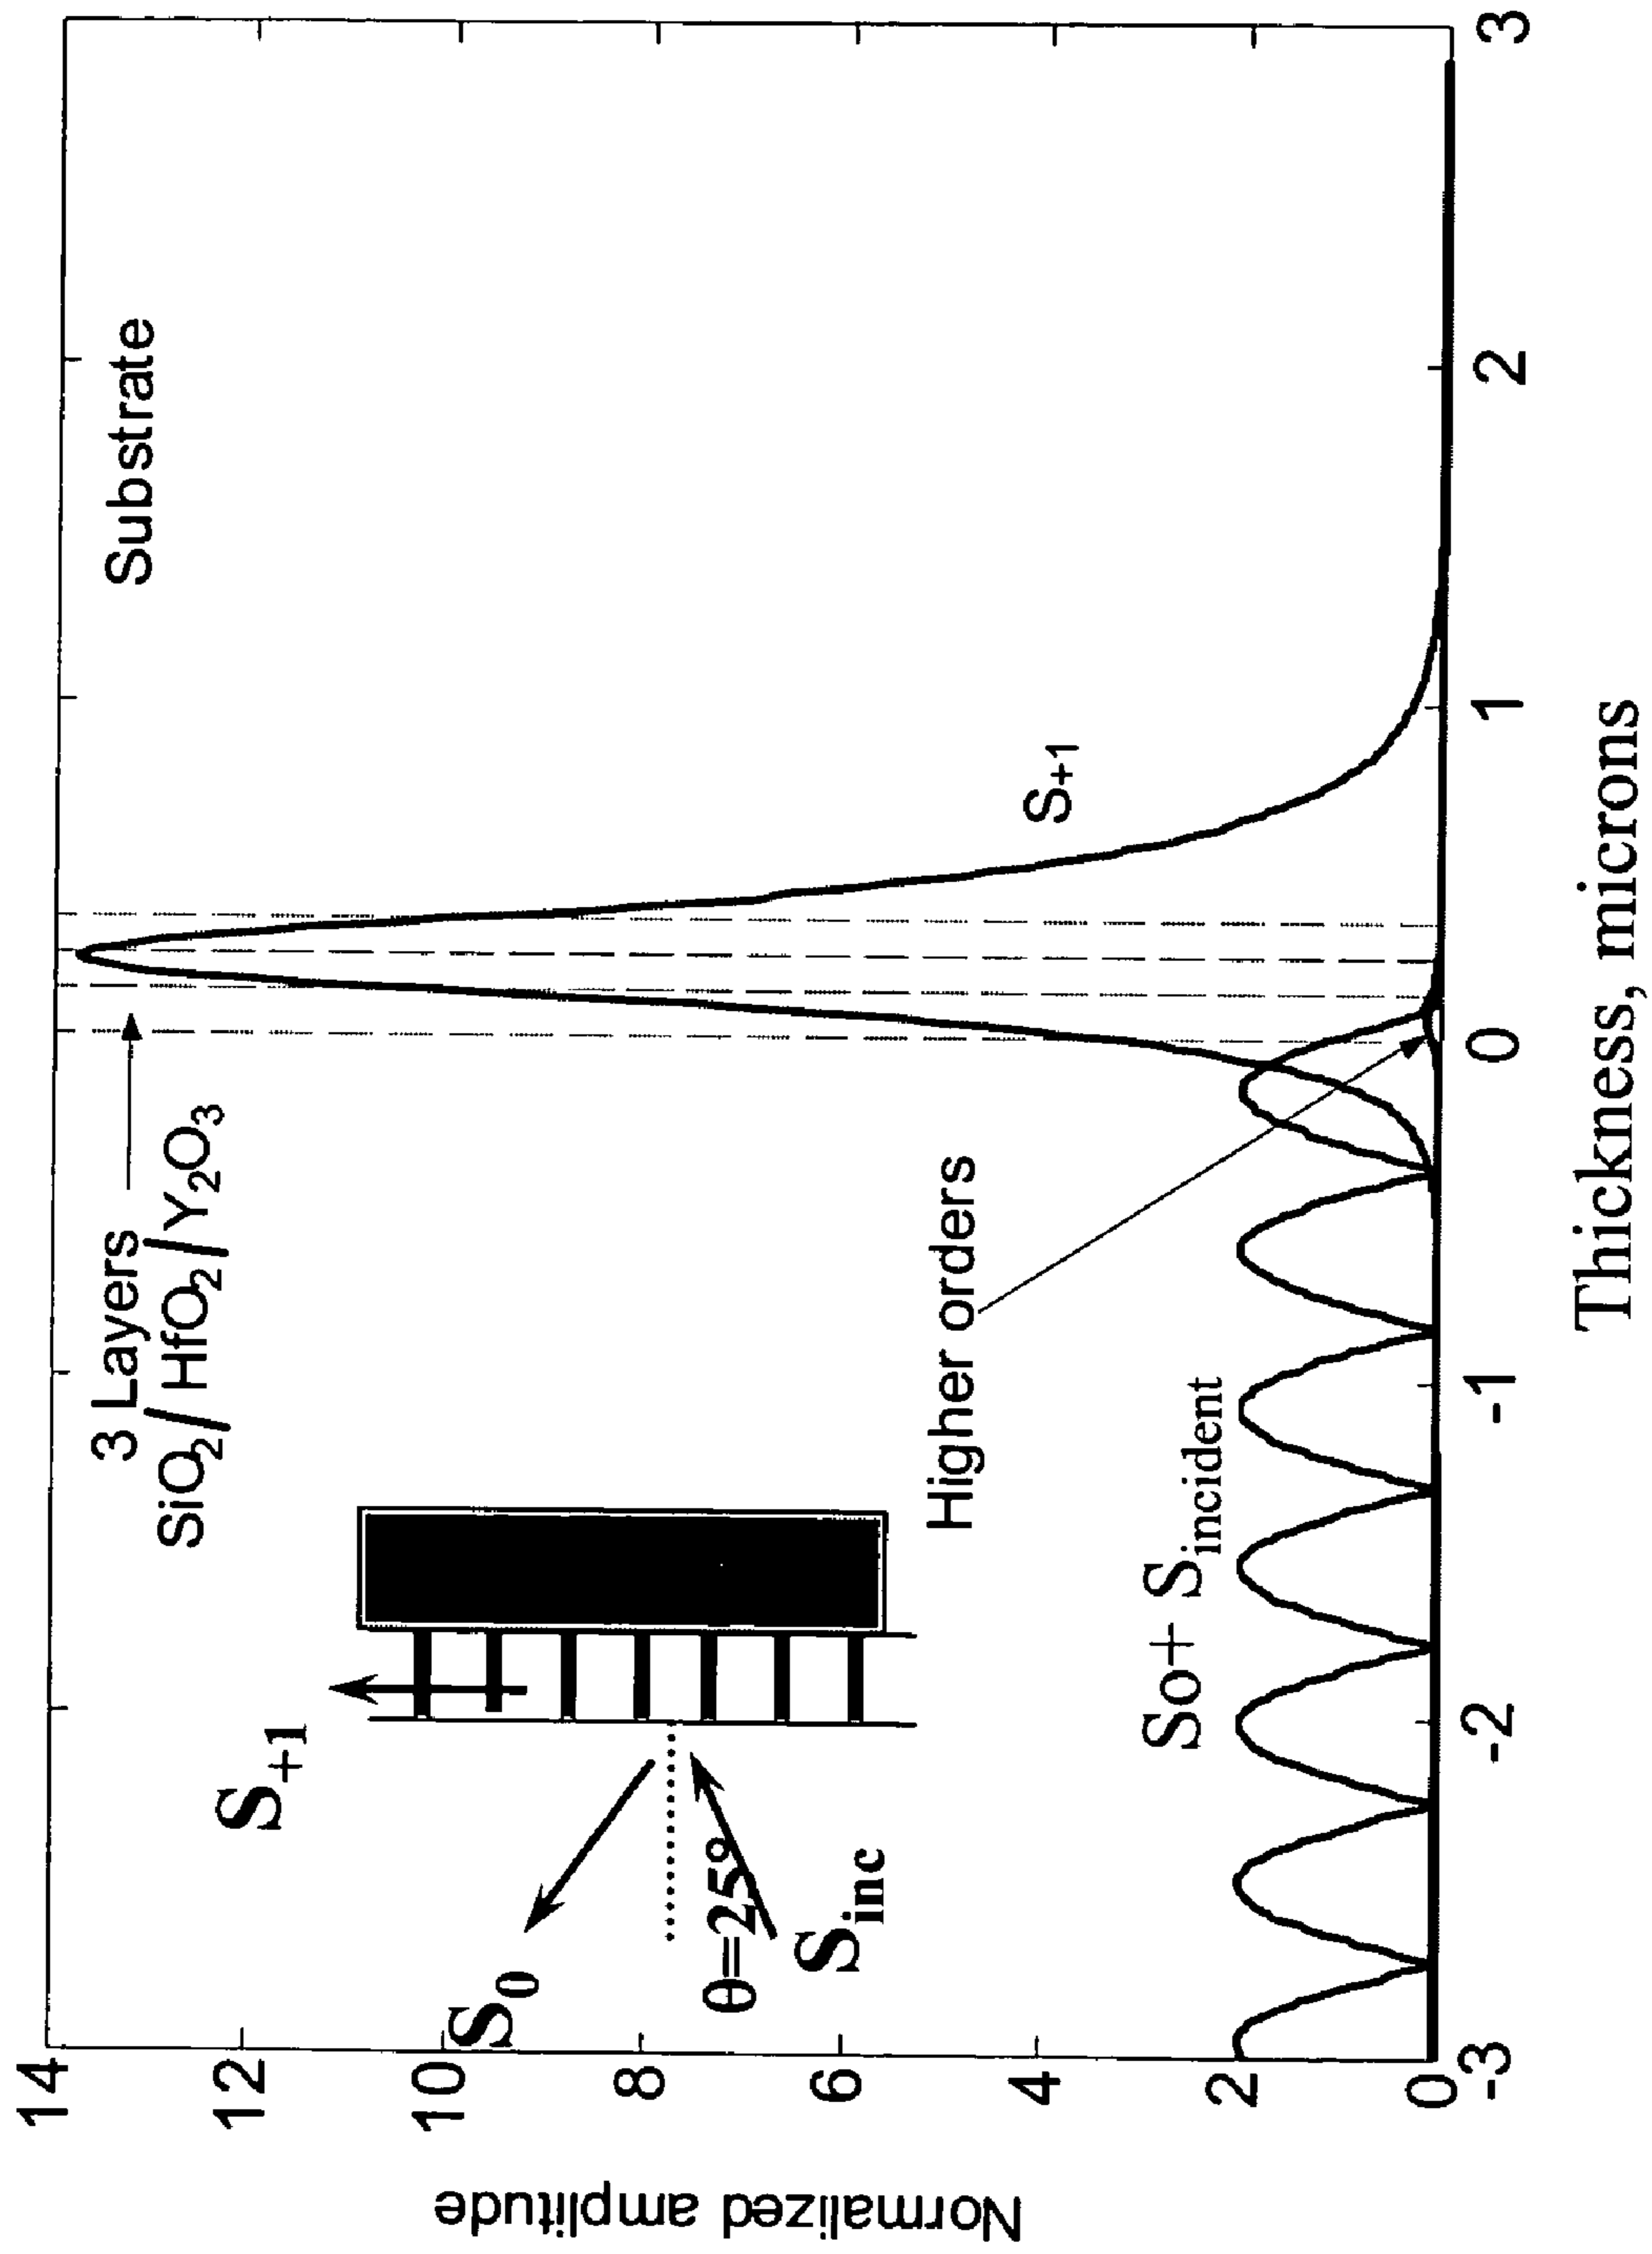 3 Layers
SiO2/HfO2/Y2O3
Substrate
S+1
S0
θ=25°
Sinc
Higher orders
S+1
So+ Sincident
14
12
10
8
6
4
2
0
Normalized amplitude
-3
-2
-1
0
1
2
3
Thickness, microns